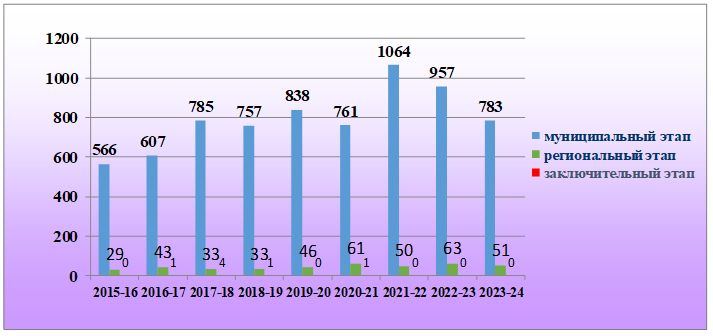 1200
1000
800
600
400
200
0
566 607 785 757 838 761 1064 957 783
29 43 33 33 46 61 50 63 51
0 1 4 1 0 1 0 0 0
2015-16 2016-17 2017-18 2018-19 2019-20 2020-21 2021-22 2022-23 2023-24
муниципальный этап
региональный этап
заключительный этап